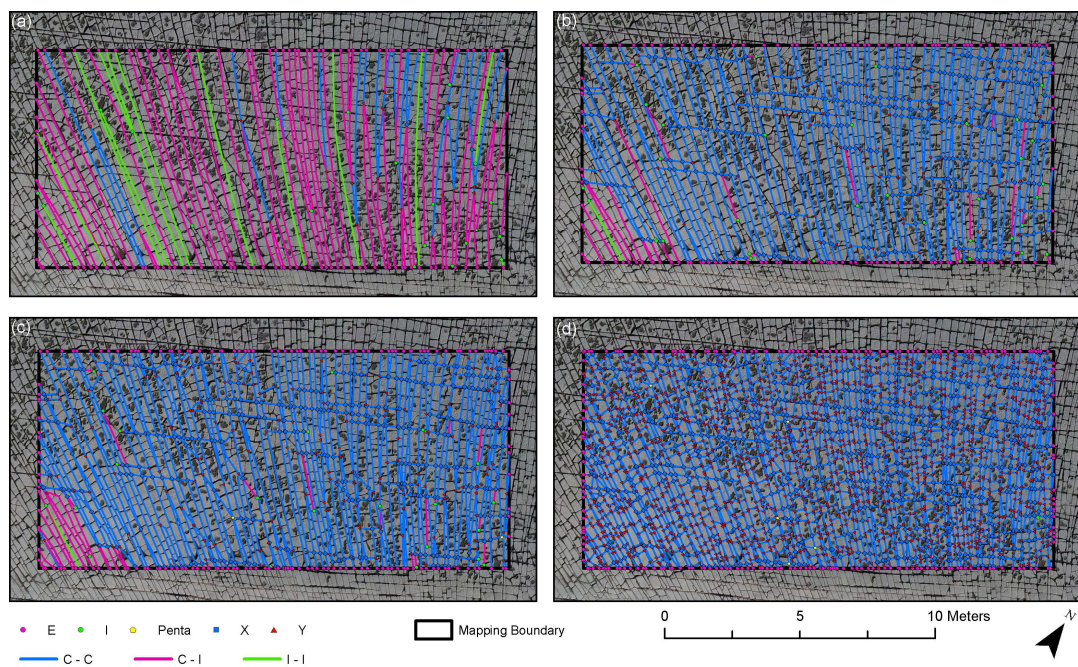 (a)
(b)
(c)
(d)
E I Penta X Y
Mapping Boundary
C - C C - I I - I
0 5 10 Meters
N